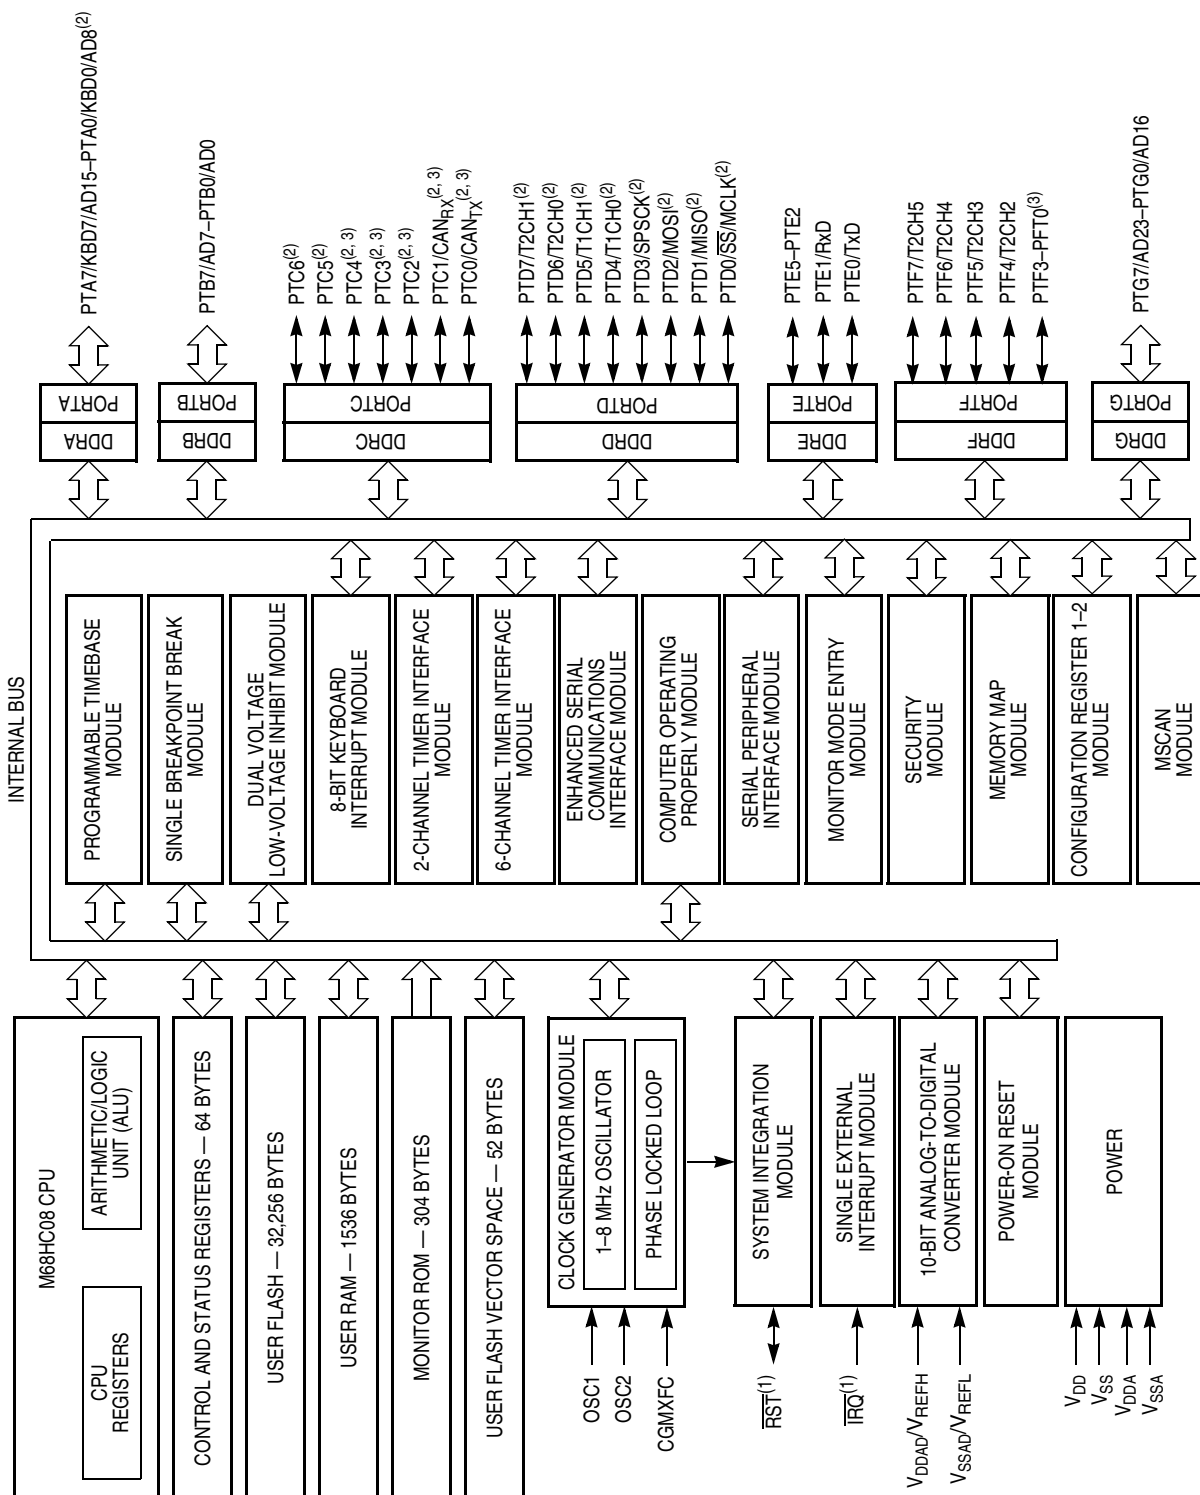 INTERNAL BUS
M68HC08 CPU
CPU
REGISTERS
ARITHMETIC/LOGIC
UNIT (ALU)
CONTROL AND STATUS REGISTERS — 64 BYTES
USER FLASH — 32,256 BYTES
USER RAM — 1536 BYTES
MONITOR ROM — 304 BYTES
USER FLASH VECTOR SPACE — 52 BYTES
CLOCK GENERATOR MODULE
1–8 MHz OSCILLATOR
PHASE LOCKED LOOP
OSC1
OSC2
CGMXFC
SYSTEM INTEGRATION
MODULE
RST(1)
SINGLE EXTERNAL
INTERRUPT MODULE
IRQ(1)
10-BIT ANALOG-TO-DIGITAL
CONVERTER MODULE
VDDAD/VREFH
VSSAD/VREFL
POWER-ON RESET
MODULE
POWER
VDD
VSS
VDDA
VSSA
PROGRAMMABLE TIMEBASE
MODULE
SINGLE BREAKPOINT BREAK
MODULE
DUAL VOLTAGE
LOW-VOLTAGE INHIBIT MODULE
8-BIT KEYBOARD
INTERRUPT MODULE
2-CHANNEL TIMER INTERFACE
MODULE
6-CHANNEL TIMER INTERFACE
MODULE
ENHANCED SERIAL
COMMUNICATIONS
INTERFACE MODULE
COMPUTER OPERATING
PROPERLY MODULE
SERIAL PERIPHERAL
INTERFACE MODULE
MONITOR MODE ENTRY
MODULE
SECURITY
MODULE
MEMORY MAP
MODULE
CONFIGURATION REGISTER 1–2
MODULE
MSCAN
MODULE
DDRA
PORTA
PTA7/KBD7/AD15–PTA0/KBD0/AD8(2)
DDRB
PORTB
PTB7/AD7–PTB0/AD0
DDRC
PORTC
PTC6(2)
PTC5(2)
PTC4(2, 3)
PTC3(2, 3)
PTC2(2, 3)
PTC1/CANRX(2, 3)
PTC0/CANTX(2, 3)
DDRD
PORTD
PTD7/T2CH1(2)
PTD6/T2CH0(2)
PTD5/T1CH1(2)
PTD4/T1CH0(2)
PTD3/SPSCK(2)
PTD2/MOSI(2)
PTD1/MISO(2)
PTD0/SS/MCLK(2)
DDRE
PORTE
PTE5–PTE2
PTE1/RxD
PTE0/TxD
DDRF
PORTF
PTF7/T2CH5
PTF6/T2CH4
PTF5/T2CH3
PTF4/T2CH2
PTF3–PFT0(3)
DDRG
PORTG
PTG7/AD23–PTG0/AD16